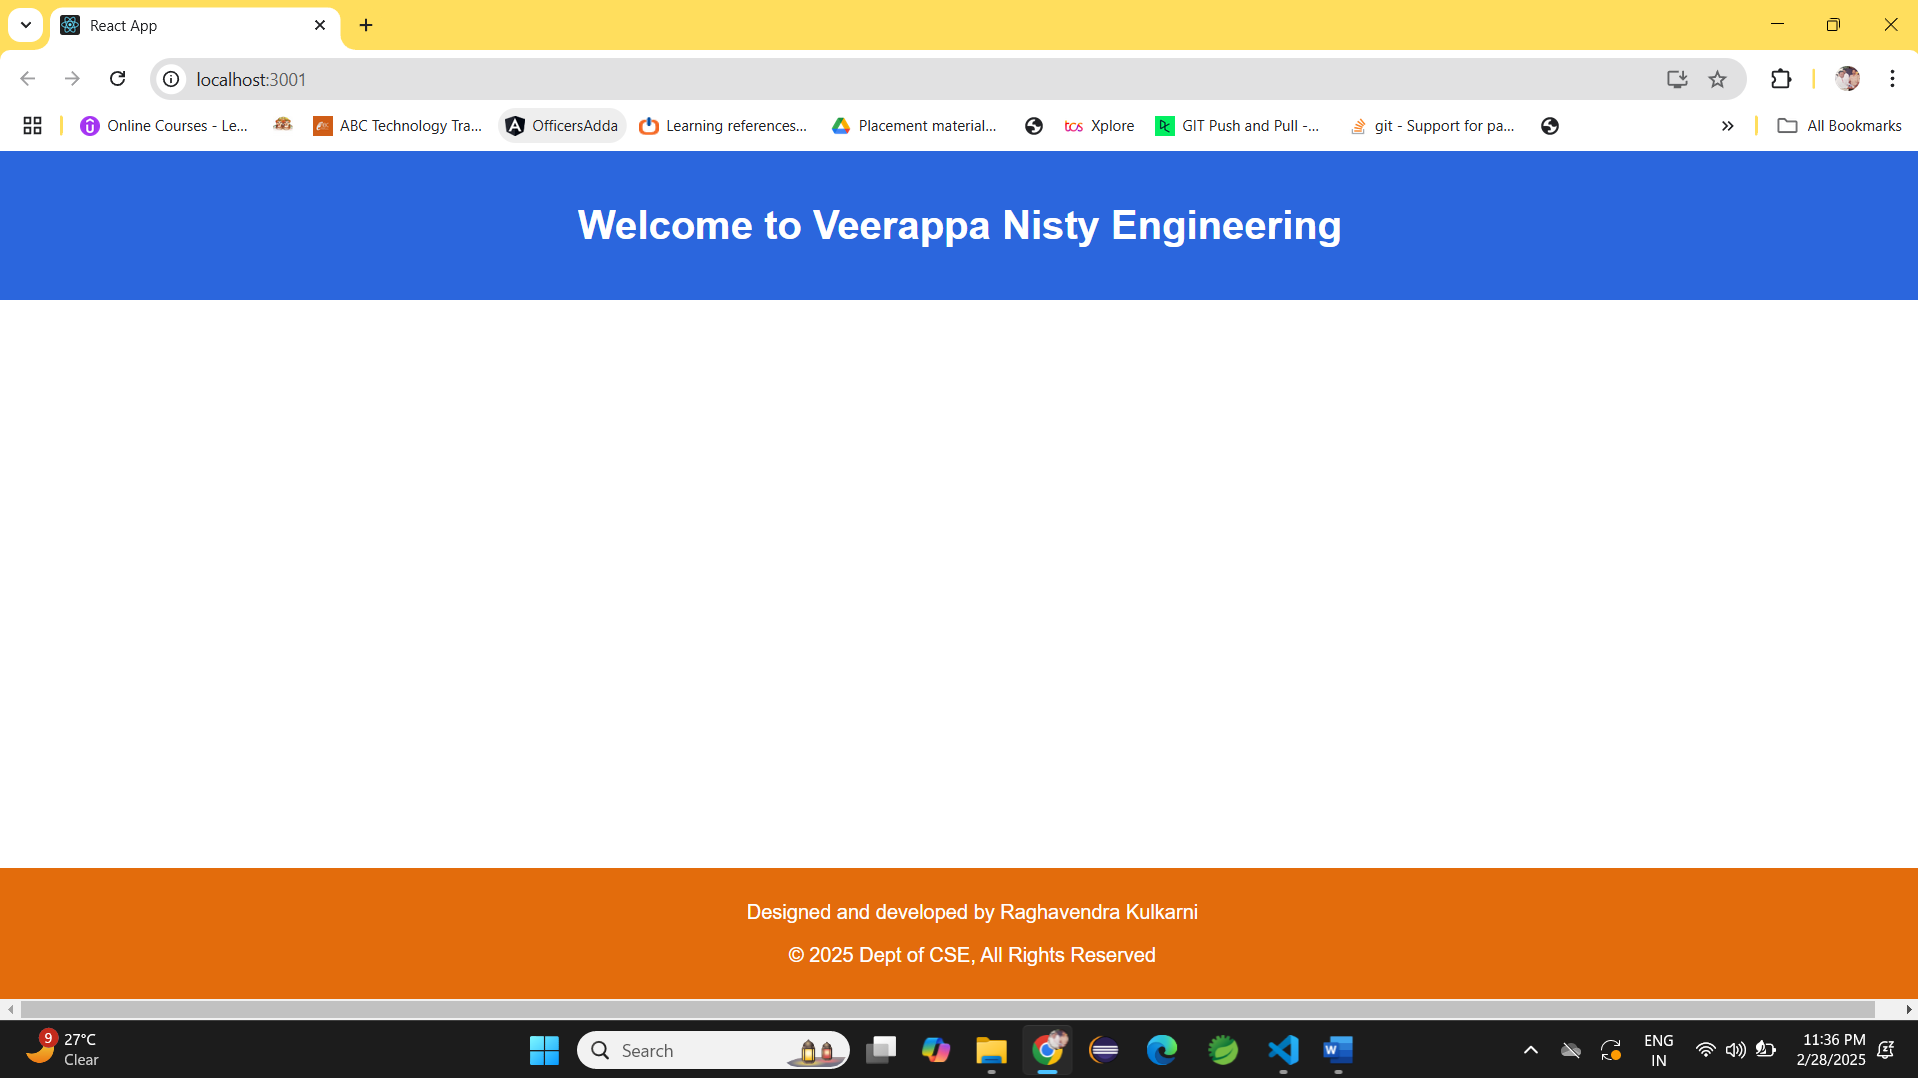 React App
localhost:3001
Online Courses - Le...
ABC Technology Tra...
OfficersAdda
Learning references...
Placement material...
tcs Xplore
GIT Push and Pull -...
git - Support for pa...
All Bookmarks
Welcome to Veerappa Nisty Engineering
Designed and developed by Raghavendra Kulkarni
© 2025 Dept of CSE, All Rights Reserved
9
27°C
Clear
Search
ENG
IN
11:36 PM
2/28/2025